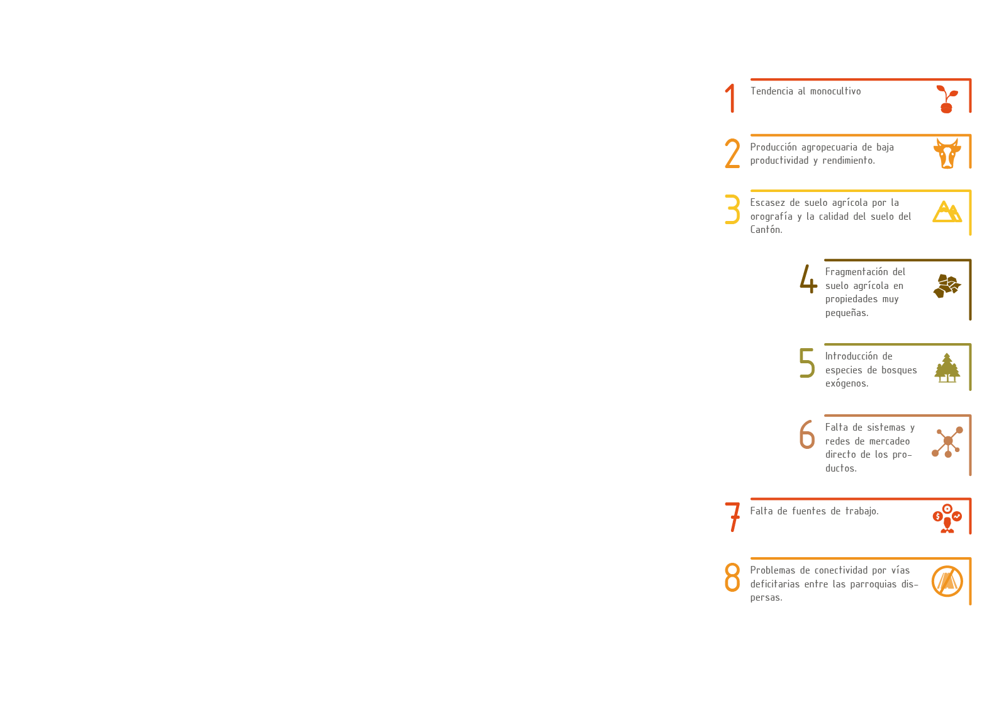 1
Tendencia al monocultivo
2
Producción agropecuaria de baja
productividad y rendimiento.
3
Escasez de suelo agrícola por la
orografía y la calidad del suelo del
Cantón.
4
Fragmentación del
suelo agrícola en
propiedades muy
pequeñas.
5
Introducción de
especies de bosques
exógenos.
6
Falta de sistemas y
redes de mercadeo
directo de los pro-
ductos.
7
Falta de fuentes de trabajo.
8
Problemas de conectividad por vías
deficitarias entre las parroquias dis-
persas.